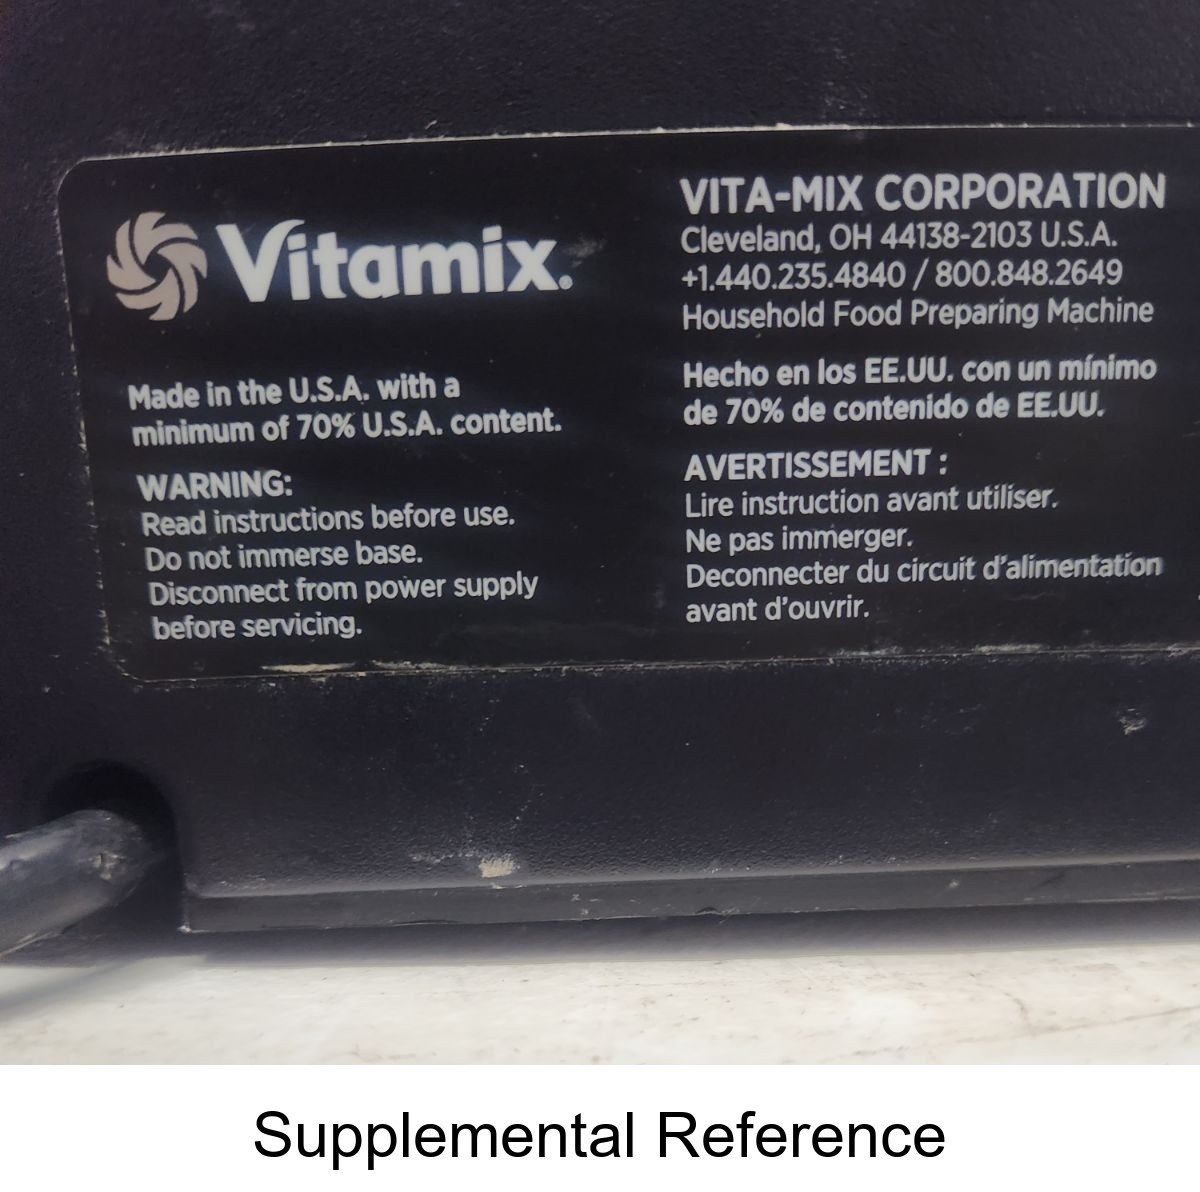 Vitamix.
Made in the U.S.A. with a
minimum of 70% U.S.A. content.
WARNING:
Read instructions before use.
Do not immerse base.
Disconnect from power supply
before servicing.
VITA-MIX CORPORATION
Cleveland, OH 44138-2103 U.S.A.
+1.440.235.4840 / 800.848.2649
Household Food Preparing Machine
Hecho en los EE.UU. con un mínimo
de 70% de contenido de EE.UU.
AVERTISSEMENT :
Lire instruction avant utiliser.
Ne pas immerger.
Deconnecter du circuit d'alimentation
avant d'ouvrir.
Supplemental Reference